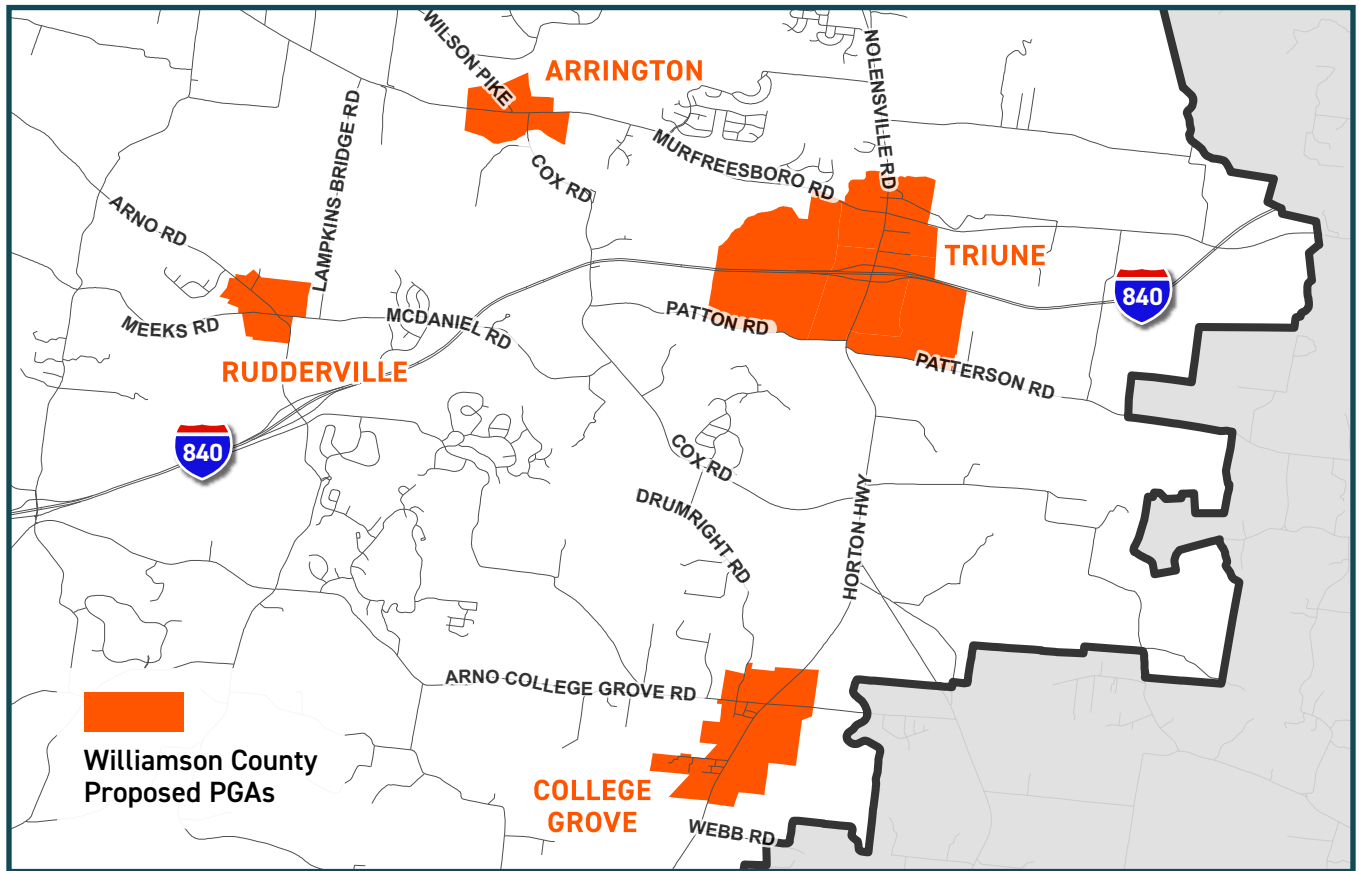 WILSON PIKE
ARRINGTON
NOLENSVILLE RD
LAMPKINS BRIDGE RD
MURFREESBORO RD
COX RD
ARNO RD
TRIUNE
840
MEEKS RD
MCDANIEL RD
PATTON RD
RUDDERVILLE
PATTERSON RD
840
COX RD
DRUMRIGHT RD
HORTON HWY
ARNO COLLEGE GROVE RD
Williamson County
Proposed PGAs
COLLEGE
GROVE
WEBB RD